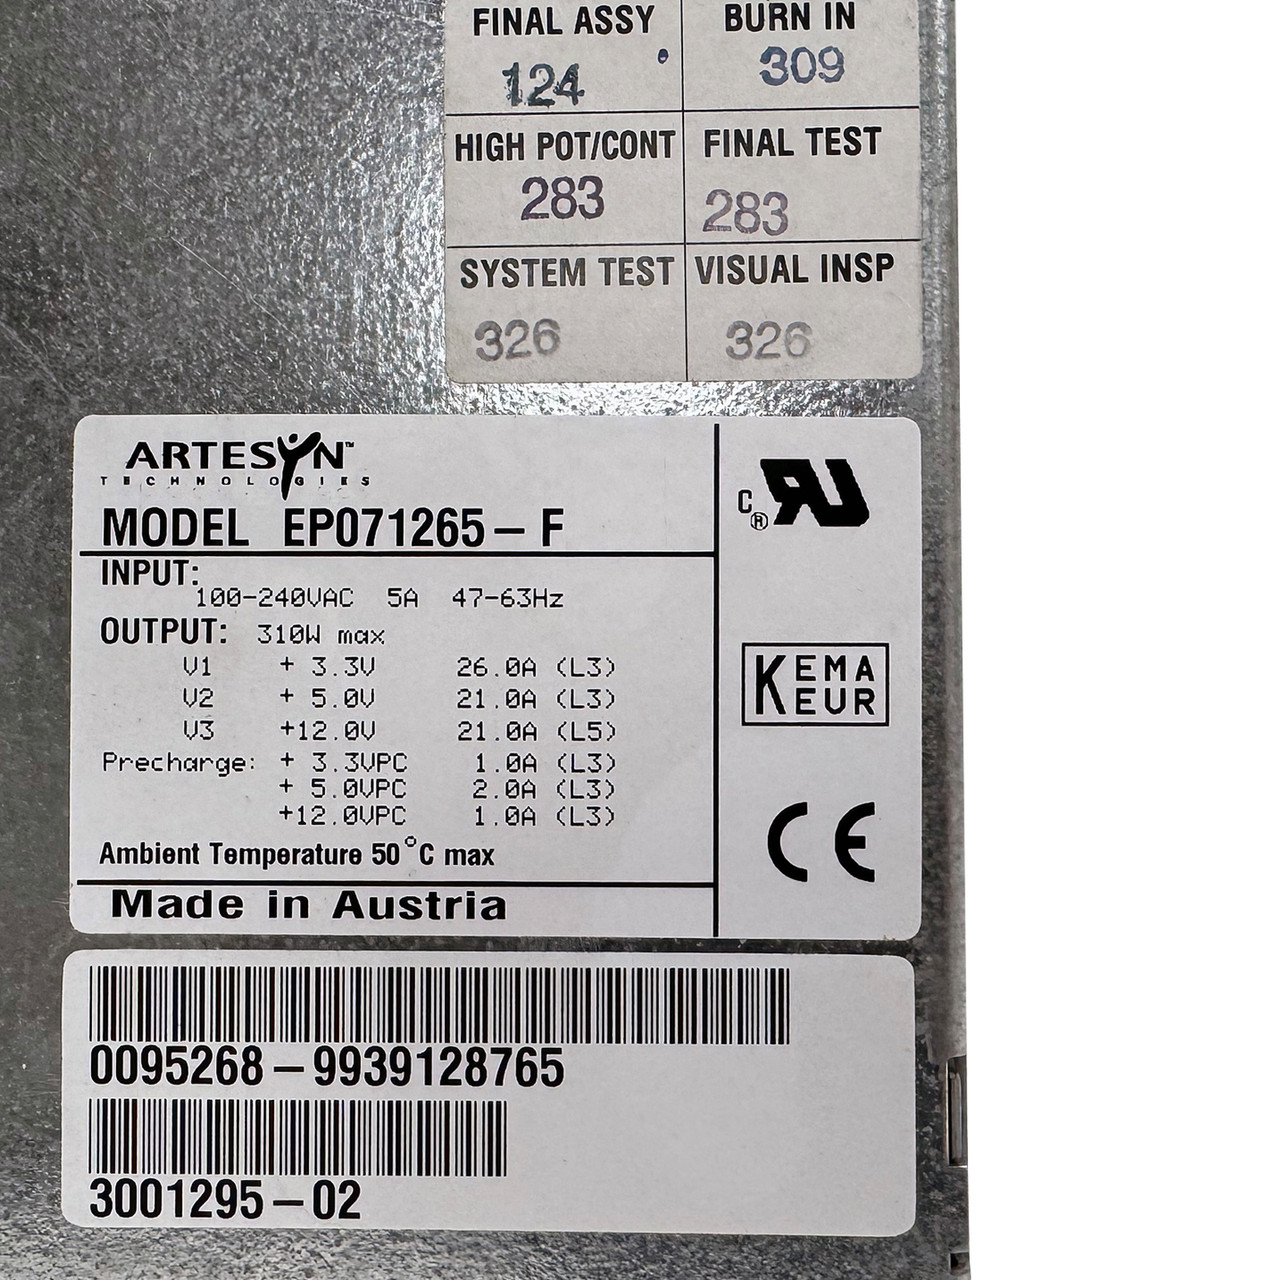 FINAL ASSY BURN IN
124 309
HIGH POT/CONT FINAL TEST
283 283
SYSTEM TEST VISUAL INSP
326 326
ARTESYN™
TECHNOLOGIES
MODEL EP071265-F
INPUT:
100-240VAC 5A 47-63Hz
OUTPUT: 310W max
V1 + 3.3V 26.0A (L3)
V2 + 5.0V 21.0A (L3)
V3 +12.0V 21.0A (L5)
Precharge: + 3.3VPC 1.0A (L3)
+ 5.0VPC 2.0A (L3)
+12.0VPC 1.0A (L3)
Ambient Temperature 50°C max
Made in Austria
C RU ®
KEMA
KEUR
CE
0095268-9939128765
3001295-02